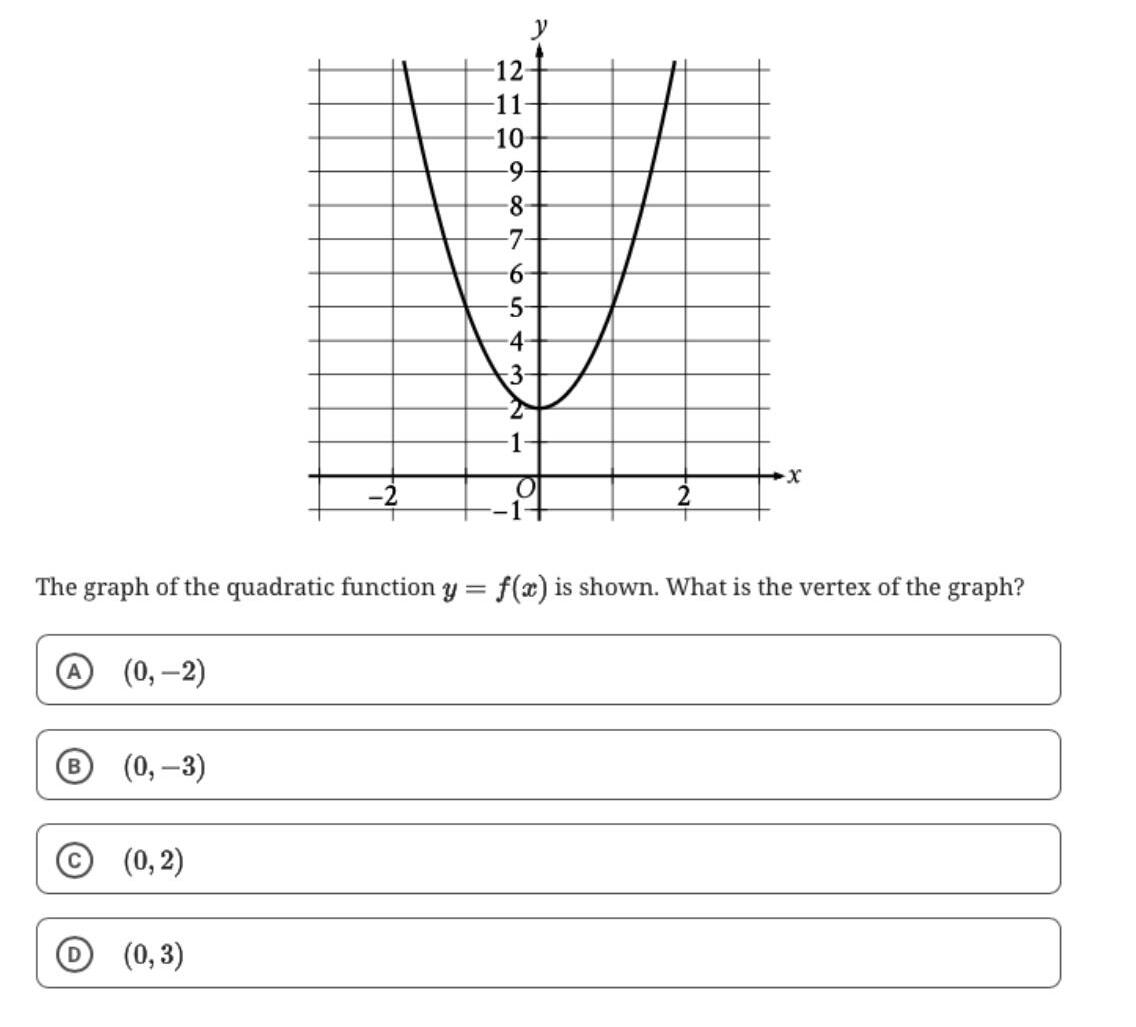 y
12
11
10
9
8
7
6
5
4
3
2
1
x
−2
O
2
−1
The graph of the quadratic function y = f(x) is shown. What is the vertex of the graph?
A (0, −2)
B (0, −3)
C (0, 2)
D (0, 3)